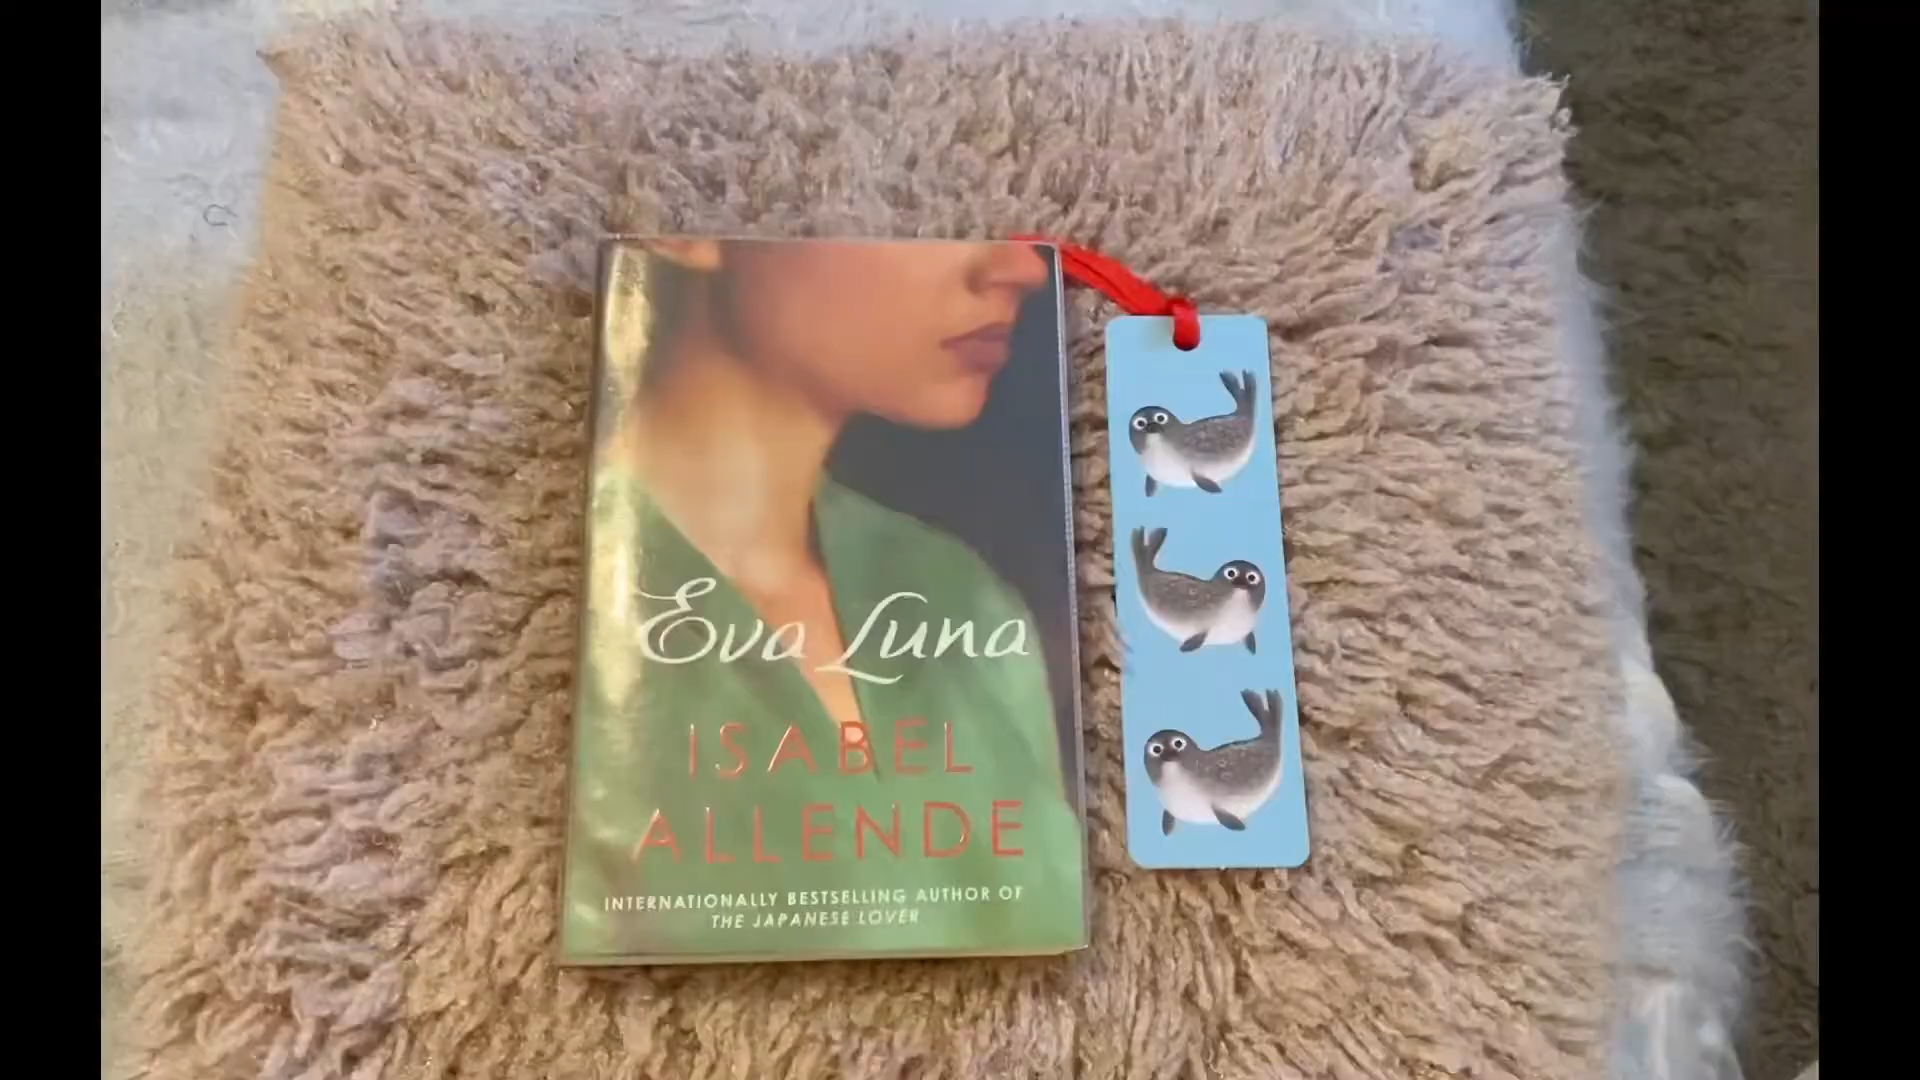 Eva Luna
ISABEL
ALLENDE
INTERNATIONALLY BESTSELLING AUTHOR OF
THE JAPANESE LOVER